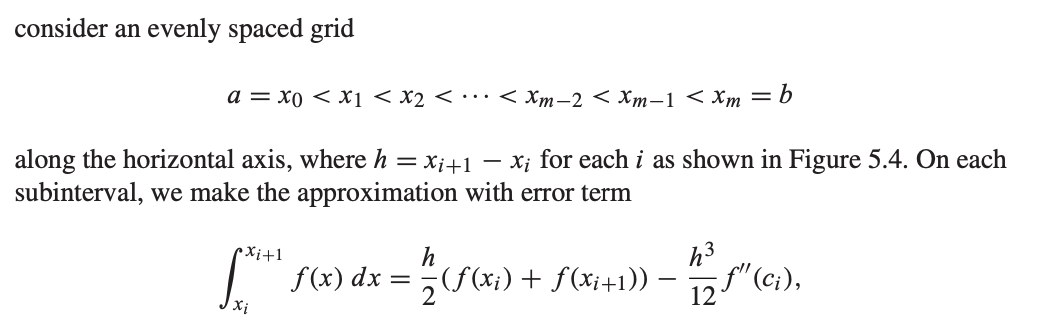 consider an evenly spaced grid
a = x₀ < x₁ < x₂ < ⋯ < xₘ₋₂ < xₘ₋₁ < xₘ = b
along the horizontal axis, where h = xᵢ₊₁ − xᵢ for each i as shown in Figure 5.4. On each
subinterval, we make the approximation with error term
∫_{xᵢ}^{xᵢ₊₁} f(x) dx = \frac{h}{2}(f(xᵢ) + f(xᵢ₊₁)) − \frac{h³}{12} f″(cᵢ),